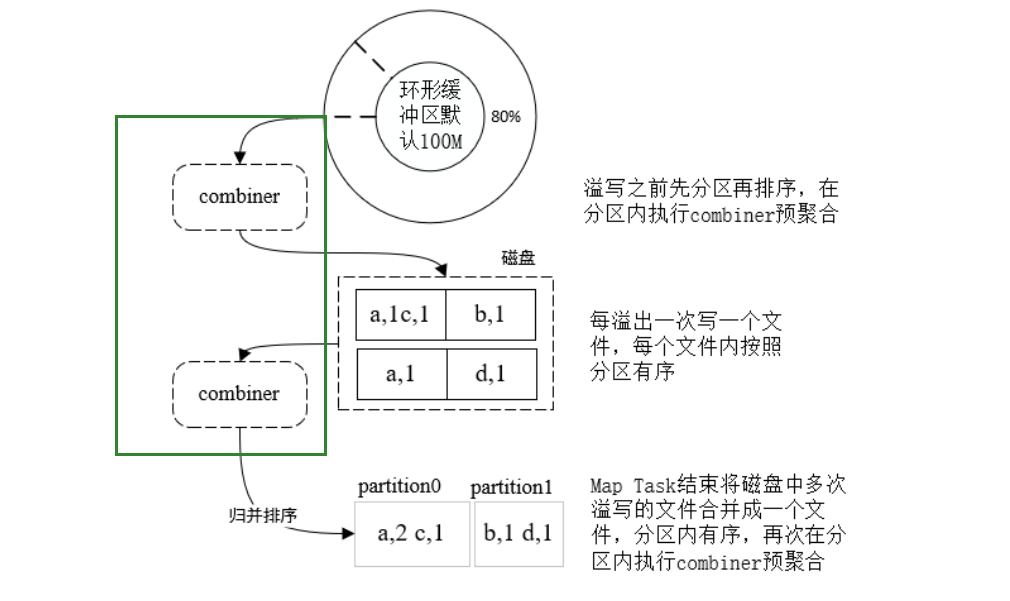 环形缓
冲区默
认100M
80%
combiner
溢写之前先分区再排序，在
分区内执行combiner预聚合
磁盘
a,1c,1
b,1
a,1
d,1
每溢出一次写一个文
件，每个文件内按照
分区有序
combiner
partition0
partition1
归并排序
a,2 c,1
b,1 d,1
Map Task结束将磁盘中多次
溢写的文件合并成一个文
件，分区内有序，再次在分
区内执行combiner预聚合